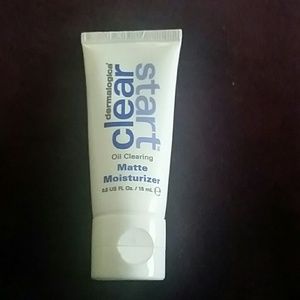 dermalogica
clear
start
Oil Clearing
Matte
Moisturizer
0.5 US FL Oz. / 15 mL ℮